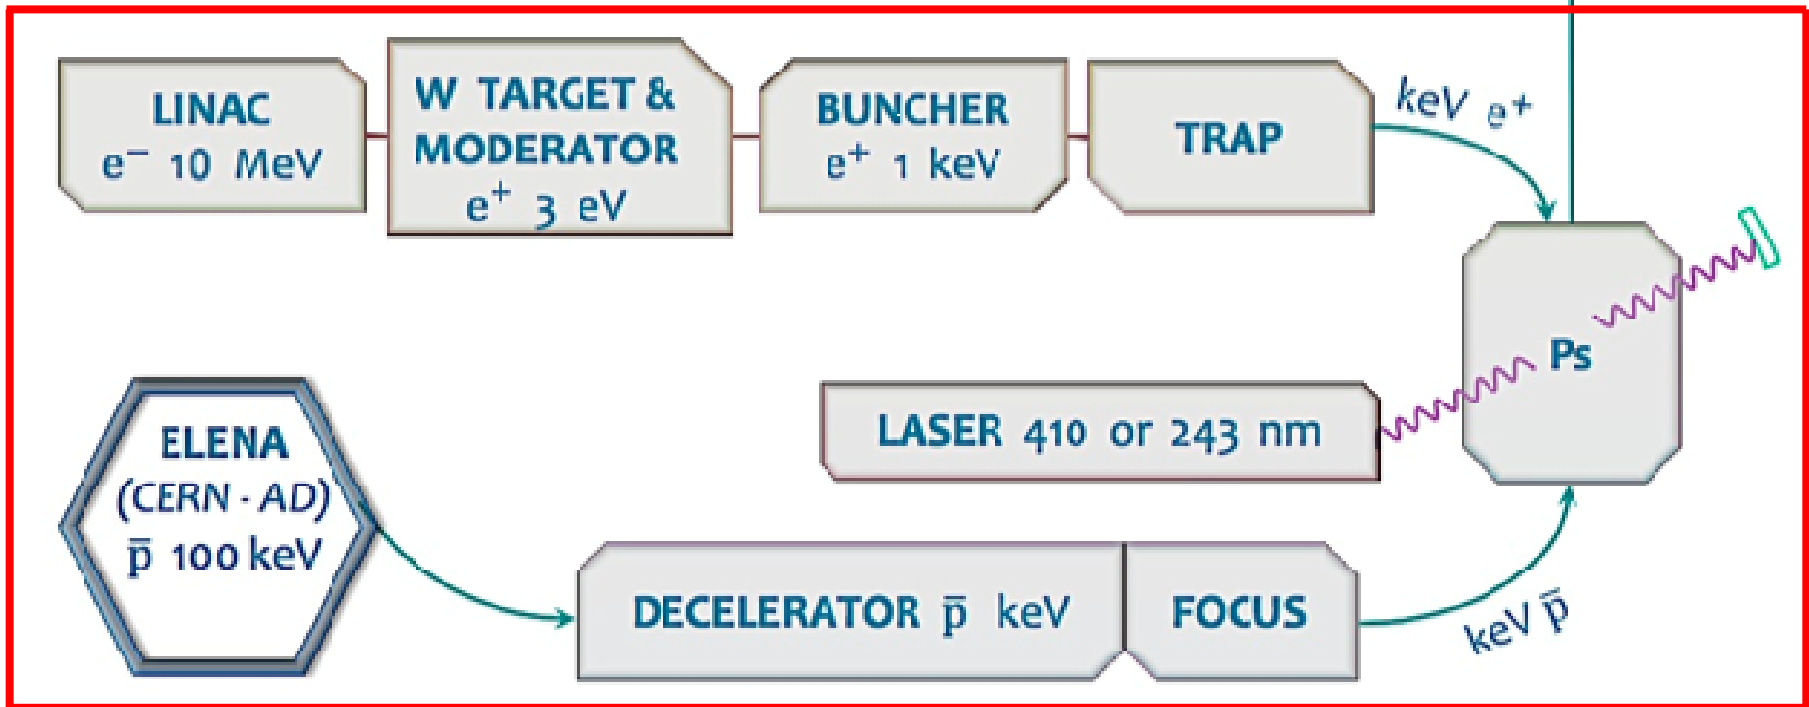 LINAC
e⁻ 10 MeV
W TARGET &
MODERATOR
e⁺ 3 eV
BUNCHER
e⁺ 1 keV
TRAP
keV e⁺
Ps
LASER 410 or 243 nm
ELENA
(CERN - AD)
p̅ 100 keV
DECELERATOR p̅ keV
FOCUS
keV p̅